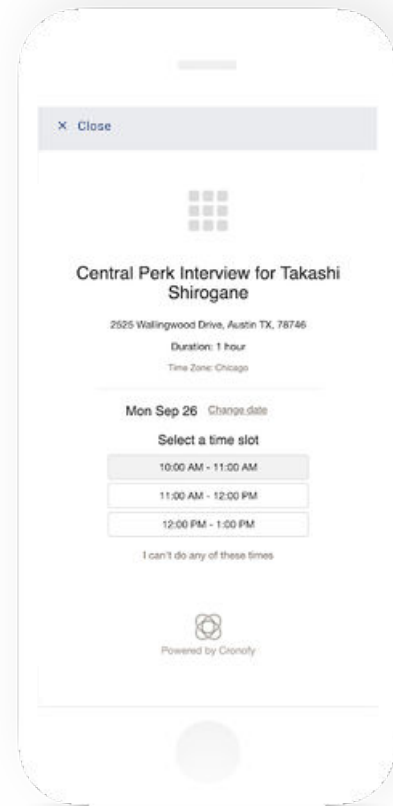 × Close
Central Perk Interview for Takashi
Shirogane
2525 Wallingwood Drive, Austin TX, 78746
Duration: 1 hour
Time Zone: Chicago
Mon Sep 26 Change date
Select a time slot
10:00 AM - 11:00 AM
11:00 AM - 12:00 PM
12:00 PM - 1:00 PM
I can't do any of these times
Powered by Cronofy